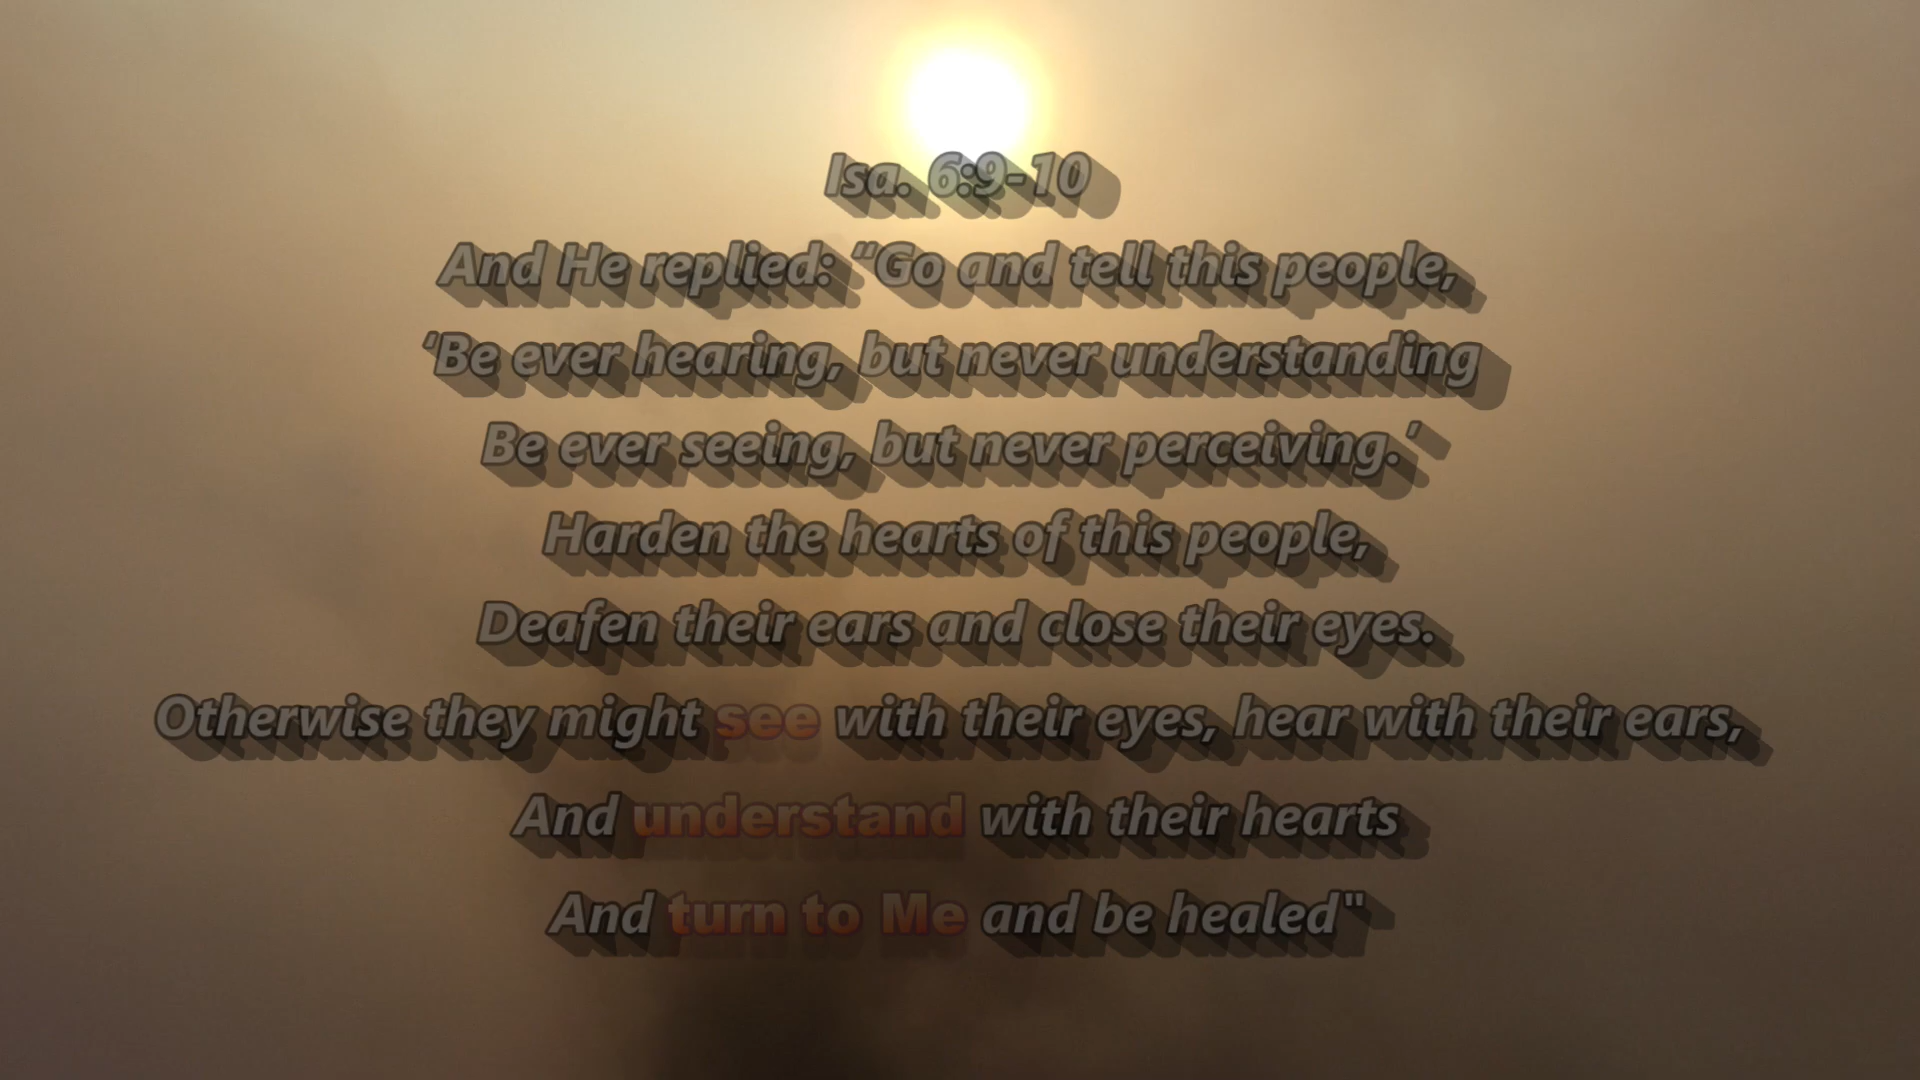 Isa. 6:9-10
And He replied: “Go and tell this people,
‘Be ever hearing, but never understanding
Be ever seeing, but never perceiving.’
Harden the hearts of this people,
Deafen their ears and close their eyes.
Otherwise they might see with their eyes, hear with their ears,
And understand with their hearts
And turn to Me and be healed"